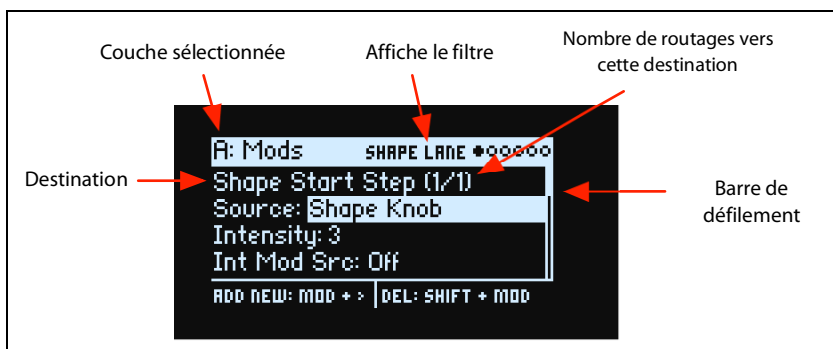 Couche sélectionnée
Affiche le filtre
Nombre de routages vers
cette destination
Destination
A: Mods SHAPE LANE
Shape Start Step (1/1)
Source: Shape Knob
Intensity: 3
Int Mod Src: Off
ADD NEW: MOD + > DEL: SHIFT + MOD
Barre de
défilement